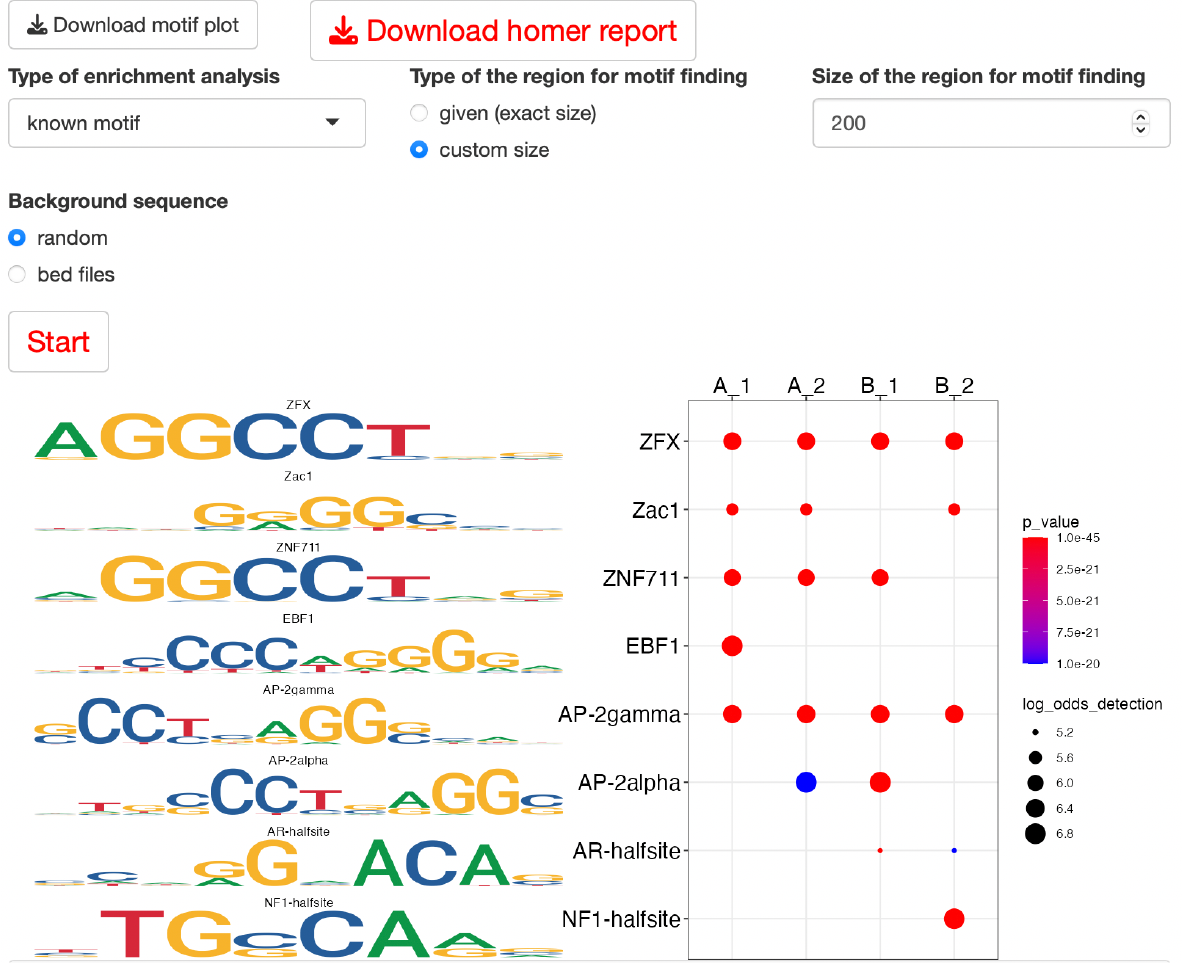 Download motif plot
Download homer report
Type of enrichment analysis
known motif
Type of the region for motif finding
given (exact size)
custom size
Size of the region for motif finding
200
Background sequence
random
bed files
Start
ZFX
AGGCCT
Zac1
ZNF711
EBF1
AP-2gamma
AP-2alpha
AR-halfsite
NF1-halfsite
A_1 A_2 B_1 B_2
ZFX
Zac1
ZNF711
EBF1
AP-2gamma
AP-2alpha
AR-halfsite
NF1-halfsite
p_value
1.0e-45
2.5e-21
5.0e-21
7.5e-21
1.0e-20
log_odds_detection
5.2
5.6
6.0
6.4
6.8